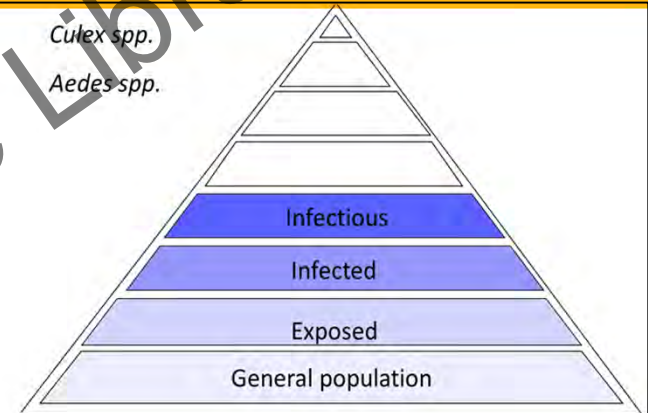 Culex spp.
Aedes spp.
Infectious
Infected
Exposed
General population